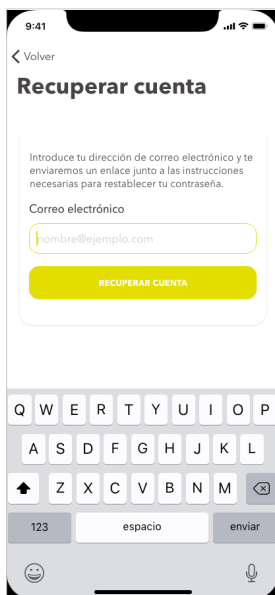 9:41
Volver
Recuperar cuenta
Introduce tu dirección de correo electrónico y te
enviaremos un enlace junto a las instrucciones
necesarias para restablecer tu contraseña.
Correo electrónico
nombre@ejemplo.com
RECUPERAR CUENTA
Q W E R T Y U I O P
A S D F G H J K L
Z X C V B N M
123 espacio enviar